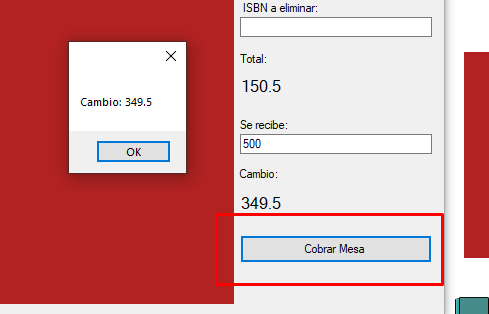 ISBN a eliminar:
Total:
150.5
Se recibe:
500
Cambio:
349.5
Cobrar Mesa
Cambio: 349.5
OK